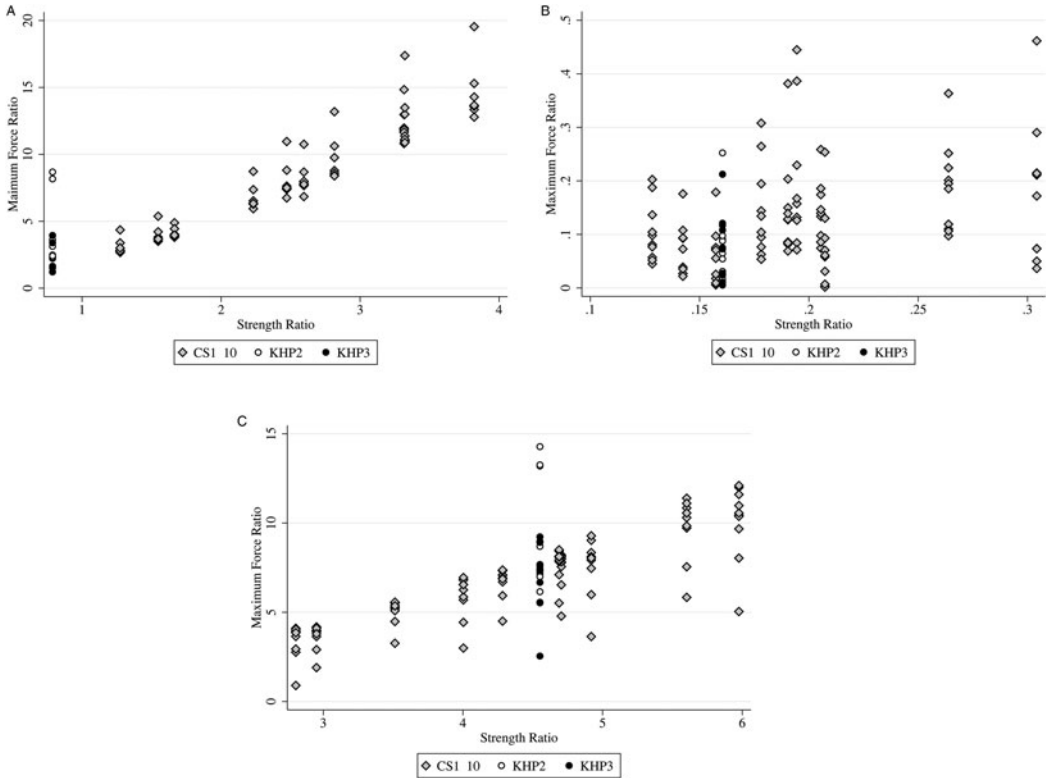 A
Maimum Force Ratio
20
15
10
5
0
1 2 3 4
Strength Ratio
CS1 10 KHP2 KHP3
B
Maximum Force Ratio
.5
.4
.3
.2
.1
0
.1 .15 .2 .25 .3
Strength Ratio
CS1 10 KHP2 KHP3
C
Maximum Force Ratio
15
10
5
0
3 4 5 6
Strength Ratio
CS1 10 KHP2 KHP3